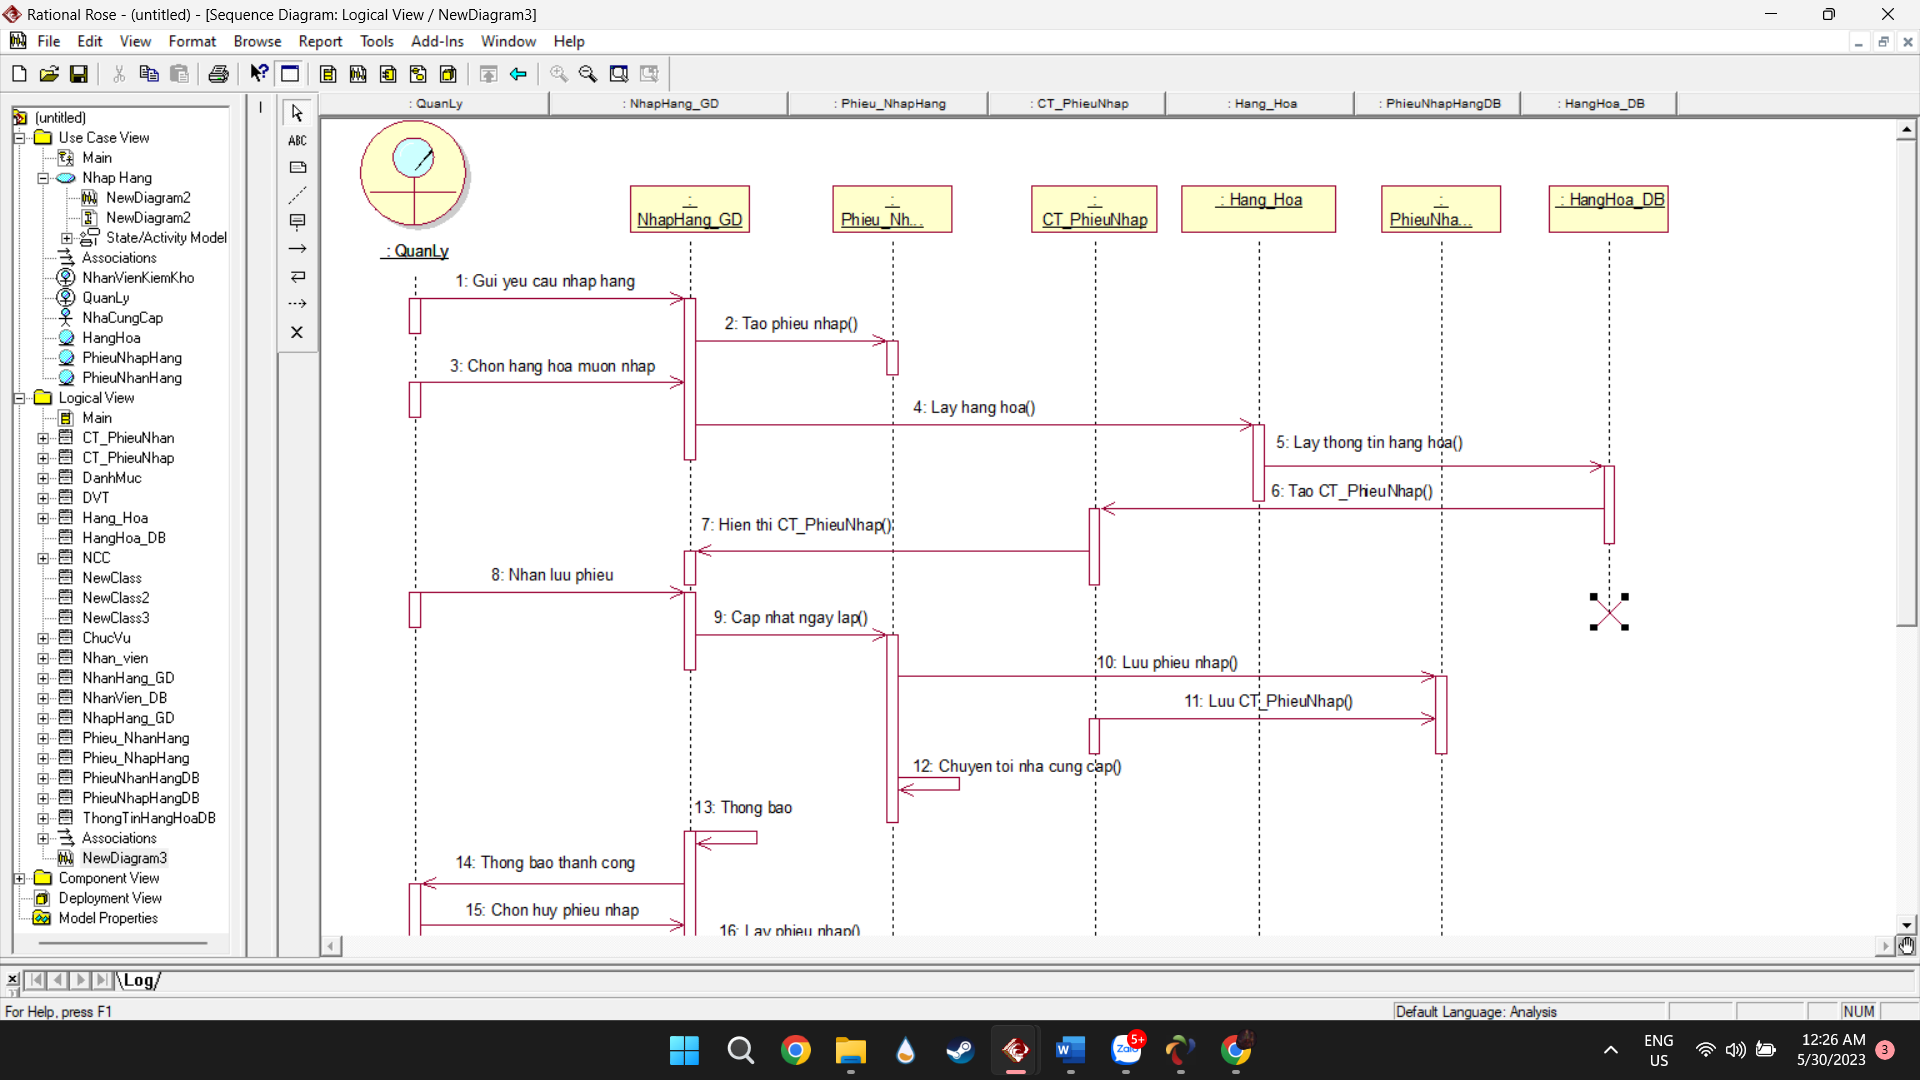 Rational Rose - (untitled) - [Sequence Diagram: Logical View / NewDiagram3]
File Edit View Format Browse Report Tools Add-Ins Window Help
ABC
(untitled)
Use Case View
Main
Nhap Hang
NewDiagram2
NewDiagram2
State/Activity Model
Associations
NhanVienKiemKho
QuanLy
NhaCungCap
HangHoa
PhieuNhapHang
PhieuNhanHang
Logical View
Main
CT_PhieuNhan
CT_PhieuNhap
DanhMuc
DVT
Hang_Hoa
HangHoa_DB
NCC
NewClass
NewClass2
NewClass3
ChucVu
Nhan_vien
NhanHang_GD
NhanVien_DB
NhapHang_GD
Phieu_NhanHang
Phieu_NhapHang
PhieuNhanHangDB
PhieuNhapHangDB
ThongTinHangHoaDB
Associations
NewDiagram3
Component View
Deployment View
Model Properties
: QuanLy : NhapHang_GD : Phieu_NhapHang : CT_PhieuNhap : Hang_Hoa : PhieuNhapHangDB : HangHoa_DB
: QuanLy
:
NhapHang_GD
:
Phieu_Nh...
:
CT_PhieuNhap
: Hang_Hoa
:
PhieuNha...
: HangHoa_DB
1: Gui yeu cau nhap hang
2: Tao phieu nhap()
3: Chon hang hoa muon nhap
4: Lay hang hoa()
5: Lay thong tin hang hoa()
6: Tao CT_PhieuNhap()
7: Hien thi CT_PhieuNhap()
8: Nhan luu phieu
9: Cap nhat ngay lap()
10: Luu phieu nhap()
11: Luu CT_PhieuNhap()
12: Chuyen toi nha cung cap()
13: Thong bao
14: Thong bao thanh cong
15: Chon huy phieu nhap
16: Lay phieu nhap()
Log
For Help, press F1
Default Language: Analysis
NUM
Zalo
5+
ENG
US
12:26 AM
5/30/2023
3